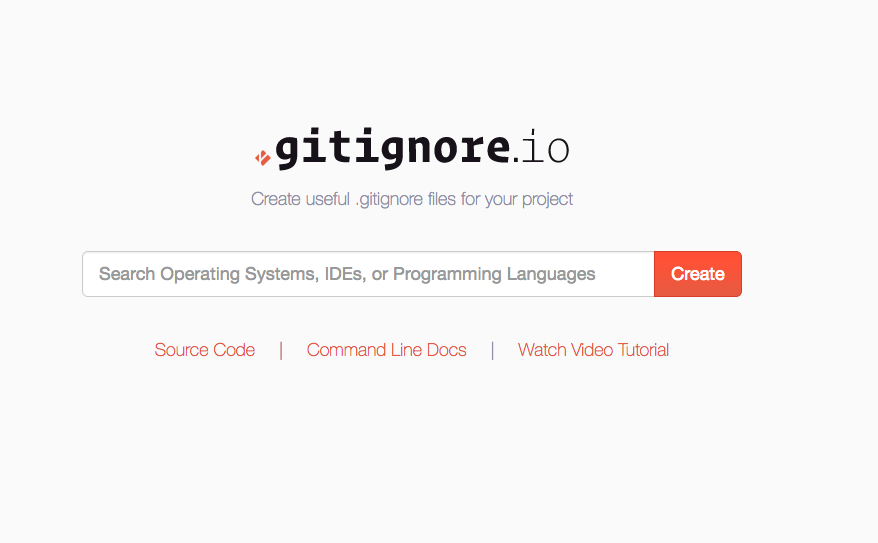 gitignore.io
Create useful .gitignore files for your project
Search Operating Systems, IDEs, or Programming Languages
Create
Source Code | Command Line Docs | Watch Video Tutorial